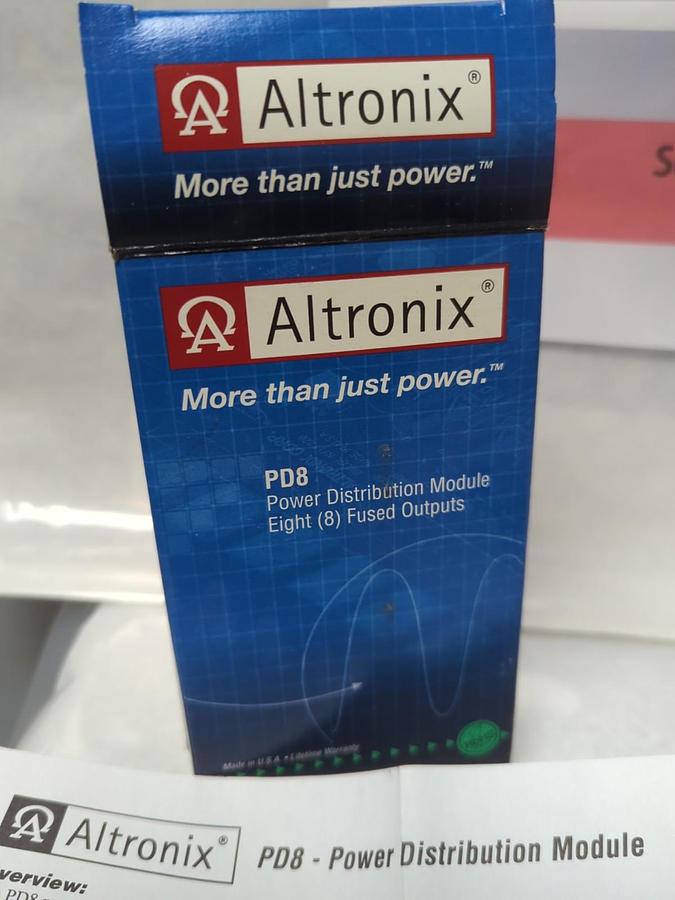 Altronix®
More than just power.™
S
Altronix®
More than just power.™
PD8
Power Distribution Module
Eight (8) Fused Outputs
Made in U.S.A. • Lifetime Warranty
Altronix®
PD8 - Power Distribution Module
verview:
PD8